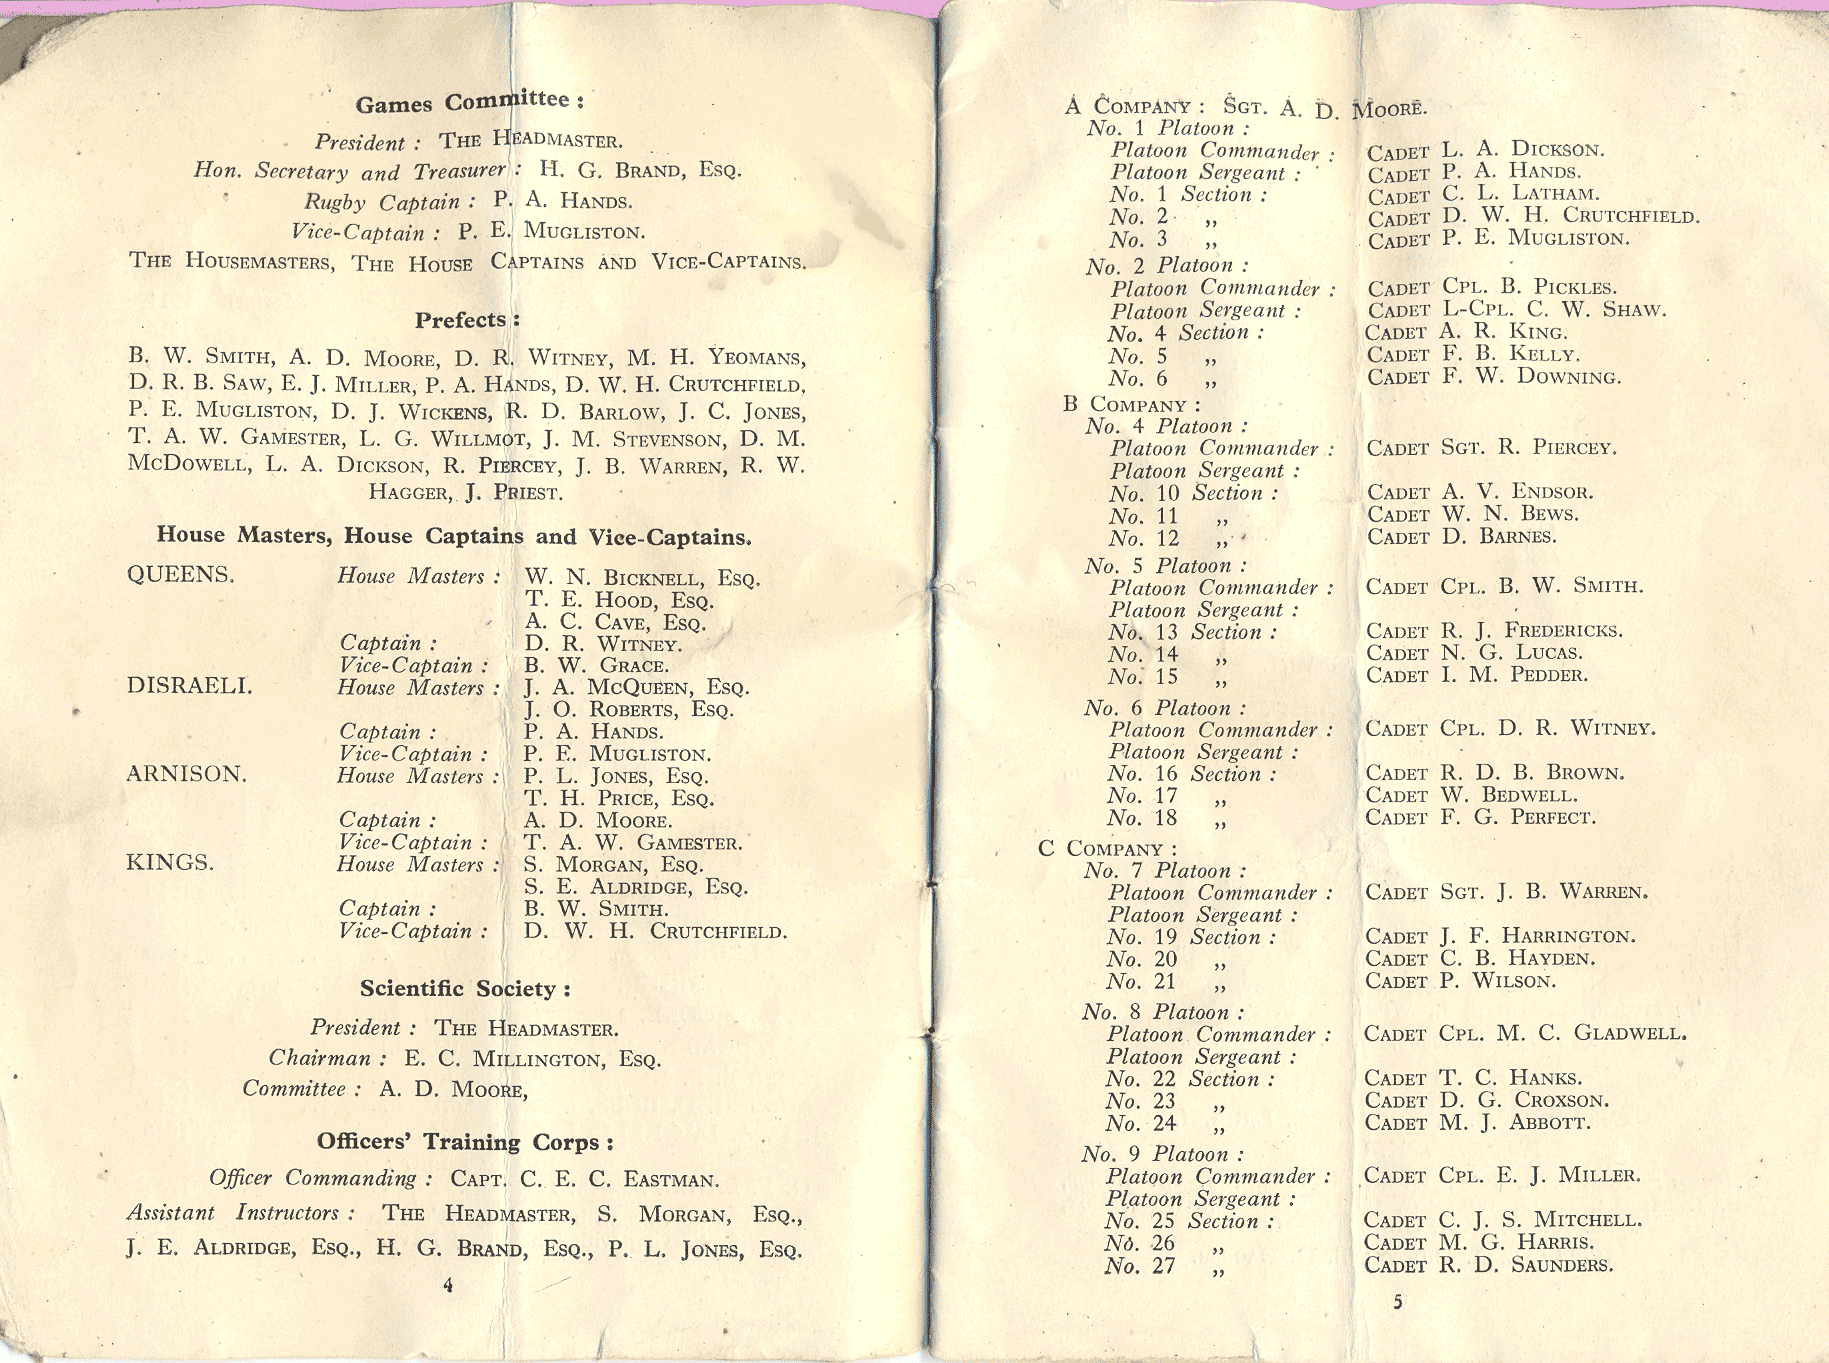 Games Committee :
President : THE HEADMASTER.
Hon. Secretary and Treasurer : H. G. BRAND, ESQ.
Rugby Captain : P. A. HANDS.
Vice-Captain : P. E. MUGLISTON.
THE HOUSEMASTERS, THE HOUSE CAPTAINS AND VICE-CAPTAINS.
Prefects :
B. W. SMITH, A. D. MOORE, D. R. WITNEY, M. H. YEOMANS,
D. R. B. SAW, E. J. MILLER, P. A. HANDS, D. W. H. CRUTCHFIELD,
P. E. MUGLISTON, D. J. WICKENS, R. D. BARLOW, J. C. JONES,
T. A. W. GAMESTER, L. G. WILLMOT, J. M. STEVENSON, D. M.
MCDOWELL, L. A. DICKSON, R. PIERCEY, J. B. WARREN, R. W.
HAGGER, J. PRIEST.
House Masters, House Captains and Vice-Captains.
QUEENS. House Masters : W. N. BICKNELL, ESQ.
T. E. HOOD, ESQ.
A. C. CAVE, ESQ.
Captain : D. R. WITNEY.
Vice-Captain : B. W. GRACE.
DISRAELI. House Masters : J. A. MCQUEEN, ESQ.
J. O. ROBERTS, ESQ.
Captain : P. A. HANDS.
Vice-Captain : P. E. MUGLISTON.
ARNISON. House Masters : P. L. JONES, ESQ.
T. H. PRICE, ESQ.
Captain : A. D. MOORE.
Vice-Captain : T. A. W. GAMESTER.
KINGS. House Masters : S. MORGAN, ESQ.
S. E. ALDRIDGE, ESQ.
Captain : B. W. SMITH.
Vice-Captain : D. W. H. CRUTCHFIELD.
Scientific Society :
President : THE HEADMASTER.
Chairman : E. C. MILLINGTON, ESQ.
Committee : A. D. MOORE,
Officers' Training Corps :
Officer Commanding : CAPT. C. E. C. EASTMAN.
Assistant Instructors : THE HEADMASTER, S. MORGAN, ESQ.,
J. E. ALDRIDGE, ESQ., H. G. BRAND, ESQ., P. L. JONES, ESQ.
4
A COMPANY : SGT. A. D. MOORE.
No. 1 Platoon :
Platoon Commander : CADET L. A. DICKSON.
Platoon Sergeant : CADET P. A. HANDS.
No. 1 Section : CADET C. L. LATHAM.
No. 2 ,, CADET D. W. H. CRUTCHFIELD.
No. 3 ,, CADET P. E. MUGLISTON.
No. 2 Platoon :
Platoon Commander : CADET CPL. B. PICKLES.
Platoon Sergeant : CADET L-CPL. C. W. SHAW.
No. 4 Section : CADET A. R. KING.
No. 5 ,, CADET F. B. KELLY.
No. 6 ,, CADET F. W. DOWNING.
B COMPANY :
No. 4 Platoon :
Platoon Commander : CADET SGT. R. PIERCEY.
Platoon Sergeant :
No. 10 Section : CADET A. V. ENDSOR.
No. 11 ,, CADET W. N. BEWS.
No. 12 ,, CADET D. BARNES.
No. 5 Platoon :
Platoon Commander : CADET CPL. B. W. SMITH.
Platoon Sergeant :
No. 13 Section : CADET R. J. FREDERICKS.
No. 14 ,, CADET N. G. LUCAS.
No. 15 ,, CADET I. M. PEDDER.
No. 6 Platoon :
Platoon Commander : CADET CPL. D. R. WITNEY.
Platoon Sergeant :
No. 16 Section : CADET R. D. B. BROWN.
No. 17 ,, CADET W. BEDWELL.
No. 18 ,, CADET F. G. PERFECT.
C COMPANY :
No. 7 Platoon :
Platoon Commander : CADET SGT. J. B. WARREN.
Platoon Sergeant :
No. 19 Section : CADET J. F. HARRINGTON.
No. 20 ,, CADET C. B. HAYDEN.
No. 21 ,, CADET P. WILSON.
No. 8 Platoon :
Platoon Commander : CADET CPL. M. C. GLADWELL.
Platoon Sergeant :
No. 22 Section : CADET T. C. HANKS.
No. 23 ,, CADET D. G. CROXSON.
No. 24 ,, CADET M. J. ABBOTT.
No. 9 Platoon :
Platoon Commander : CADET CPL. E. J. MILLER.
Platoon Sergeant :
No. 25 Section : CADET C. J. S. MITCHELL.
No. 26 ,, CADET M. G. HARRIS.
No. 27 ,, CADET R. D. SAUNDERS.
5